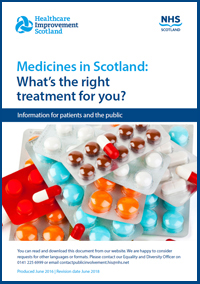 Healthcare
Improvement
Scotland
NHS
SCOTLAND
Medicines in Scotland:
What's the right
treatment for you?
Information for patients and the public
You can read and download this document from our website. We are happy to consider
requests for other languages or formats. Please contact our Equality and Diversity Officer on
0141 225 6999 or email contactpublicinvolvement.his@nhs.net
Produced June 2016 | Revision date June 2018